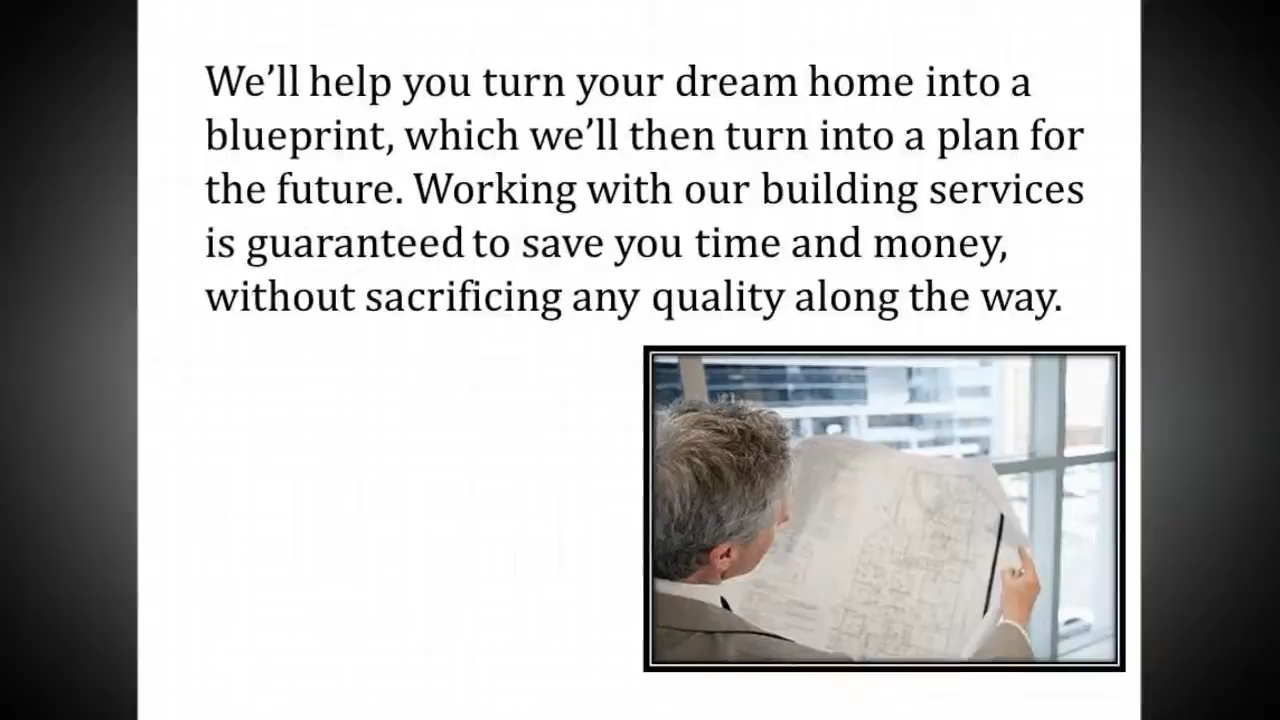 We’ll help you turn your dream home into a
blueprint, which we’ll then turn into a plan for
the future. Working with our building services
is guaranteed to save you time and money,
without sacrificing any quality along the way.